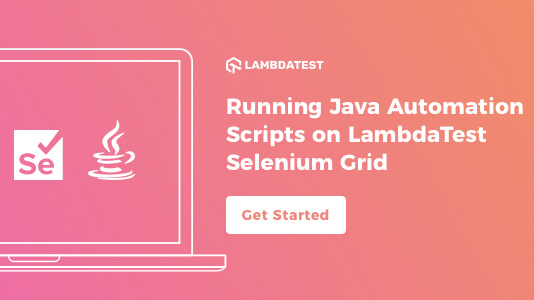 LAMBDATEST
Running Java Automation
Scripts on LambdaTest
Selenium Grid
Se
Get Started